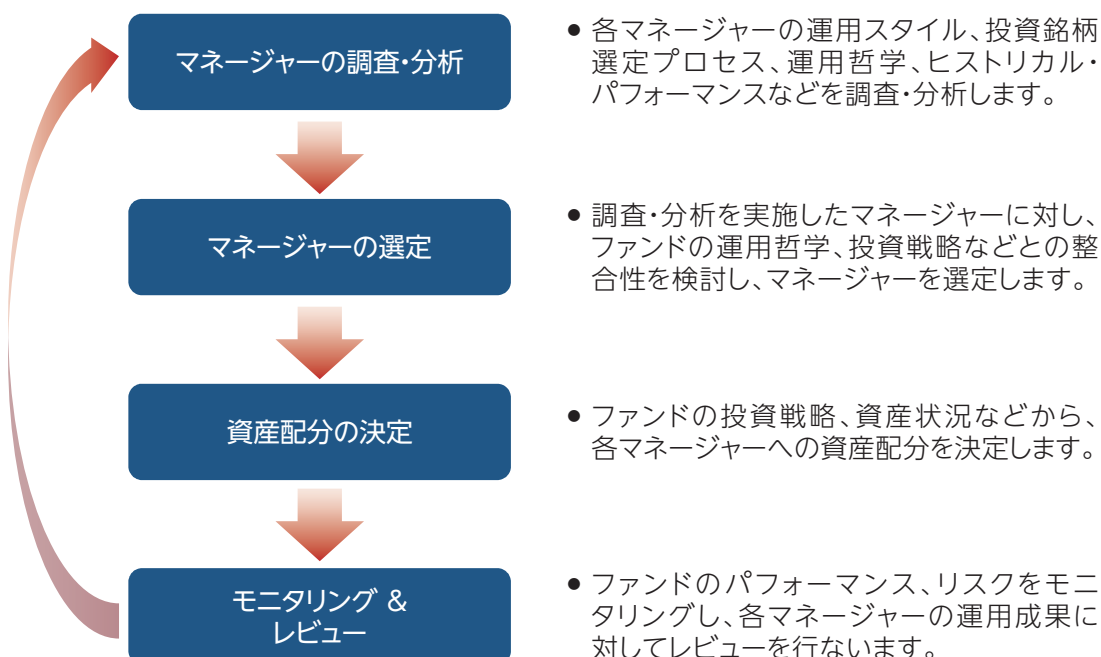 マネージャーの調査・分析
● 各マネージャーの運用スタイル、投資銘柄
選定プロセス、運用哲学、ヒストリカル・
パフォーマンスなどを調査・分析します。
マネージャーの選定
● 調査・分析を実施したマネージャーに対し、
ファンドの運用哲学、投資戦略などとの整
合性を検討し、マネージャーを選定します。
資産配分の決定
● ファンドの投資戦略、資産状況などから、
各マネージャーへの資産配分を決定します。
モニタリング &
レビュー
● ファンドのパフォーマンス、リスクをモニ
タリングし、各マネージャーの運用成果に
対してレビューを行ないます。